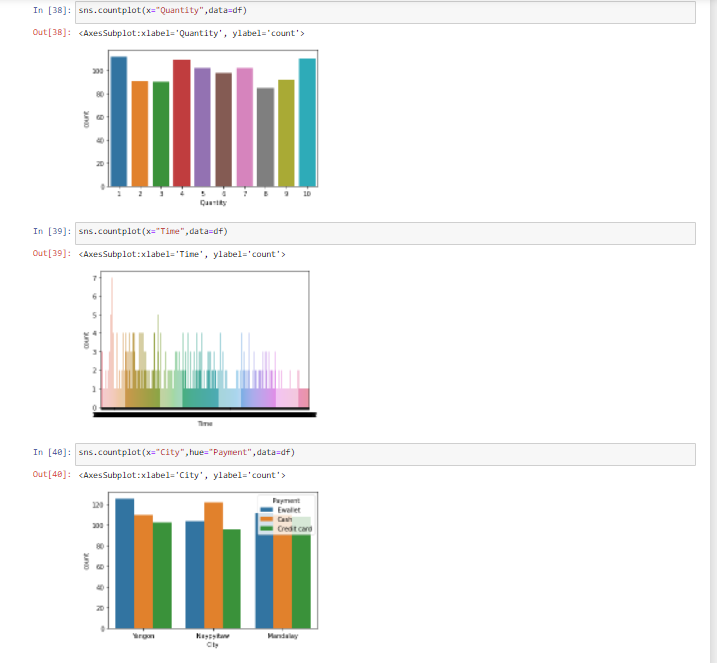 In [38]: sns.countplot(x="Quantity",data=df)
Out[38]: <AxesSubplot:xlabel='Quantity', ylabel='count'>
100
80
60
40
20
0
count
1 2 3 4 5 6 7 8 9 10
Quantity
In [39]: sns.countplot(x="Time",data=df)
Out[39]: <AxesSubplot:xlabel='Time', ylabel='count'>
7
6
5
4
3
2
1
0
count
Time
In [40]: sns.countplot(x="City",hue="Payment",data=df)
Out[40]: <AxesSubplot:xlabel='City', ylabel='count'>
120
100
80
60
40
20
0
count
Payment
Ewallet
Cash
Credit card
Yangon Naypyitaw Mandalay
City